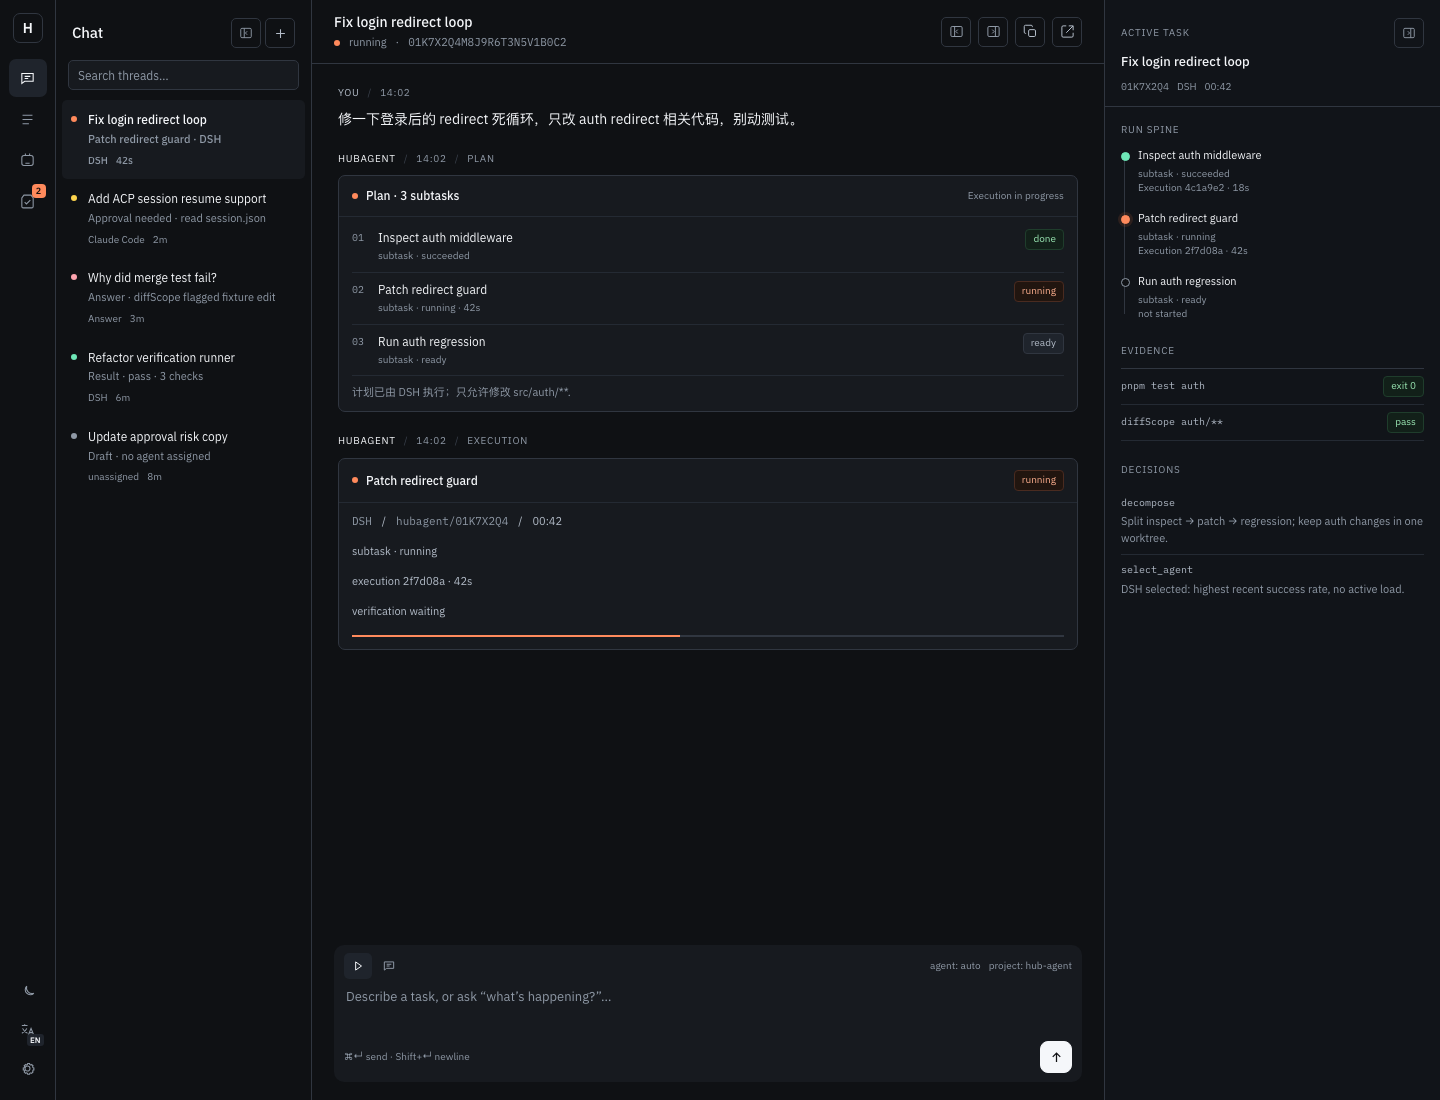 H
2
EN
Chat
Search threads...
Fix login redirect loop
Patch redirect guard · DSH
DSH 42s
Add ACP session resume support
Approval needed · read session.json
Claude Code 2m
Why did merge test fail?
Answer · diffScope flagged fixture edit
Answer 3m
Refactor verification runner
Result · pass · 3 checks
DSH 6m
Update approval risk copy
Draft · no agent assigned
unassigned 8m
Fix login redirect loop
running · 01K7X2Q4M8J9R6T3N5V1B0C2
YOU / 14:02
修一下登录后的 redirect 死循环，只改 auth redirect 相关代码，别动测试。
HUBAGENT / 14:02 / PLAN
Plan · 3 subtasks Execution in progress
01 Inspect auth middleware done
subtask · succeeded
02 Patch redirect guard running
subtask · running · 42s
03 Run auth regression ready
subtask · ready
计划已由 DSH 执行；只允许修改 src/auth/**.
HUBAGENT / 14:02 / EXECUTION
Patch redirect guard running
DSH / hubagent/01K7X2Q4 / 00:42
subtask · running
execution 2f7d08a · 42s
verification waiting
agent: auto project: hub-agent
Describe a task, or ask “what’s happening?”...
⌘↵ send · Shift+↵ newline
ACTIVE TASK
Fix login redirect loop
01K7X2Q4 DSH 00:42
RUN SPINE
Inspect auth middleware
subtask · succeeded
Execution 4c1a9e2 · 18s
Patch redirect guard
subtask · running
Execution 2f7d08a · 42s
Run auth regression
subtask · ready
not started
EVIDENCE
pnpm test auth exit 0
diffScope auth/** pass
DECISIONS
decompose
Split inspect → patch → regression; keep auth changes in one
worktree.
select_agent
DSH selected: highest recent success rate, no active load.